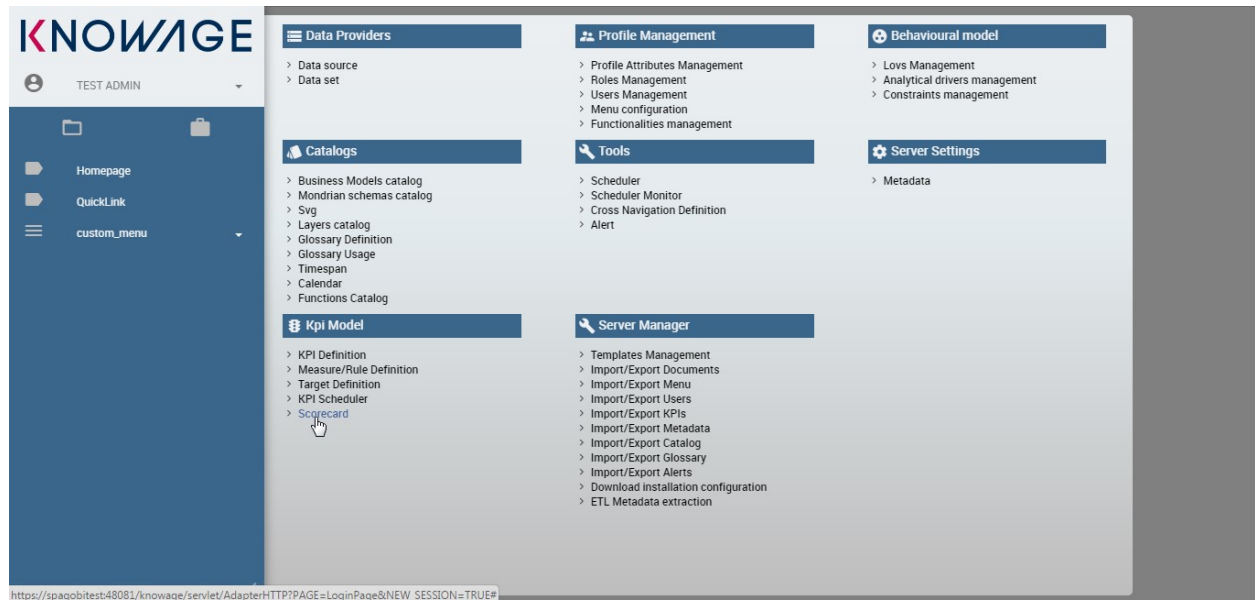 KNOWAGE
TEST ADMIN
Homepage
QuickLink
custom_menu
Data Providers
> Data source
> Data set
Profile Management
> Profile Attributes Management
> Roles Management
> Users Management
> Menu configuration
> Functionalities management
Behavioural model
> Lovs Management
> Analytical drivers management
> Constraints management
Catalogs
> Business Models catalog
> Mondrian schemas catalog
> Svg
> Layers catalog
> Glossary Definition
> Glossary Usage
> Timespan
> Calendar
> Functions Catalog
Tools
> Scheduler
> Scheduler Monitor
> Cross Navigation Definition
> Alert
Server Settings
> Metadata
Kpi Model
> KPI Definition
> Measure/Rule Definition
> Target Definition
> KPI Scheduler
> Scorecard
Server Manager
> Templates Management
> Import/Export Documents
> Import/Export Menu
> Import/Export Users
> Import/Export KPIs
> Import/Export Metadata
> Import/Export Catalog
> Import/Export Glossary
> Import/Export Alerts
> Download installation configuration
> ETL Metadata extraction
https://spagobitest:48081/knowage/servlet/AdapterHTTP?PAGE=LoginPage&NEW_SESSION=TRUE#